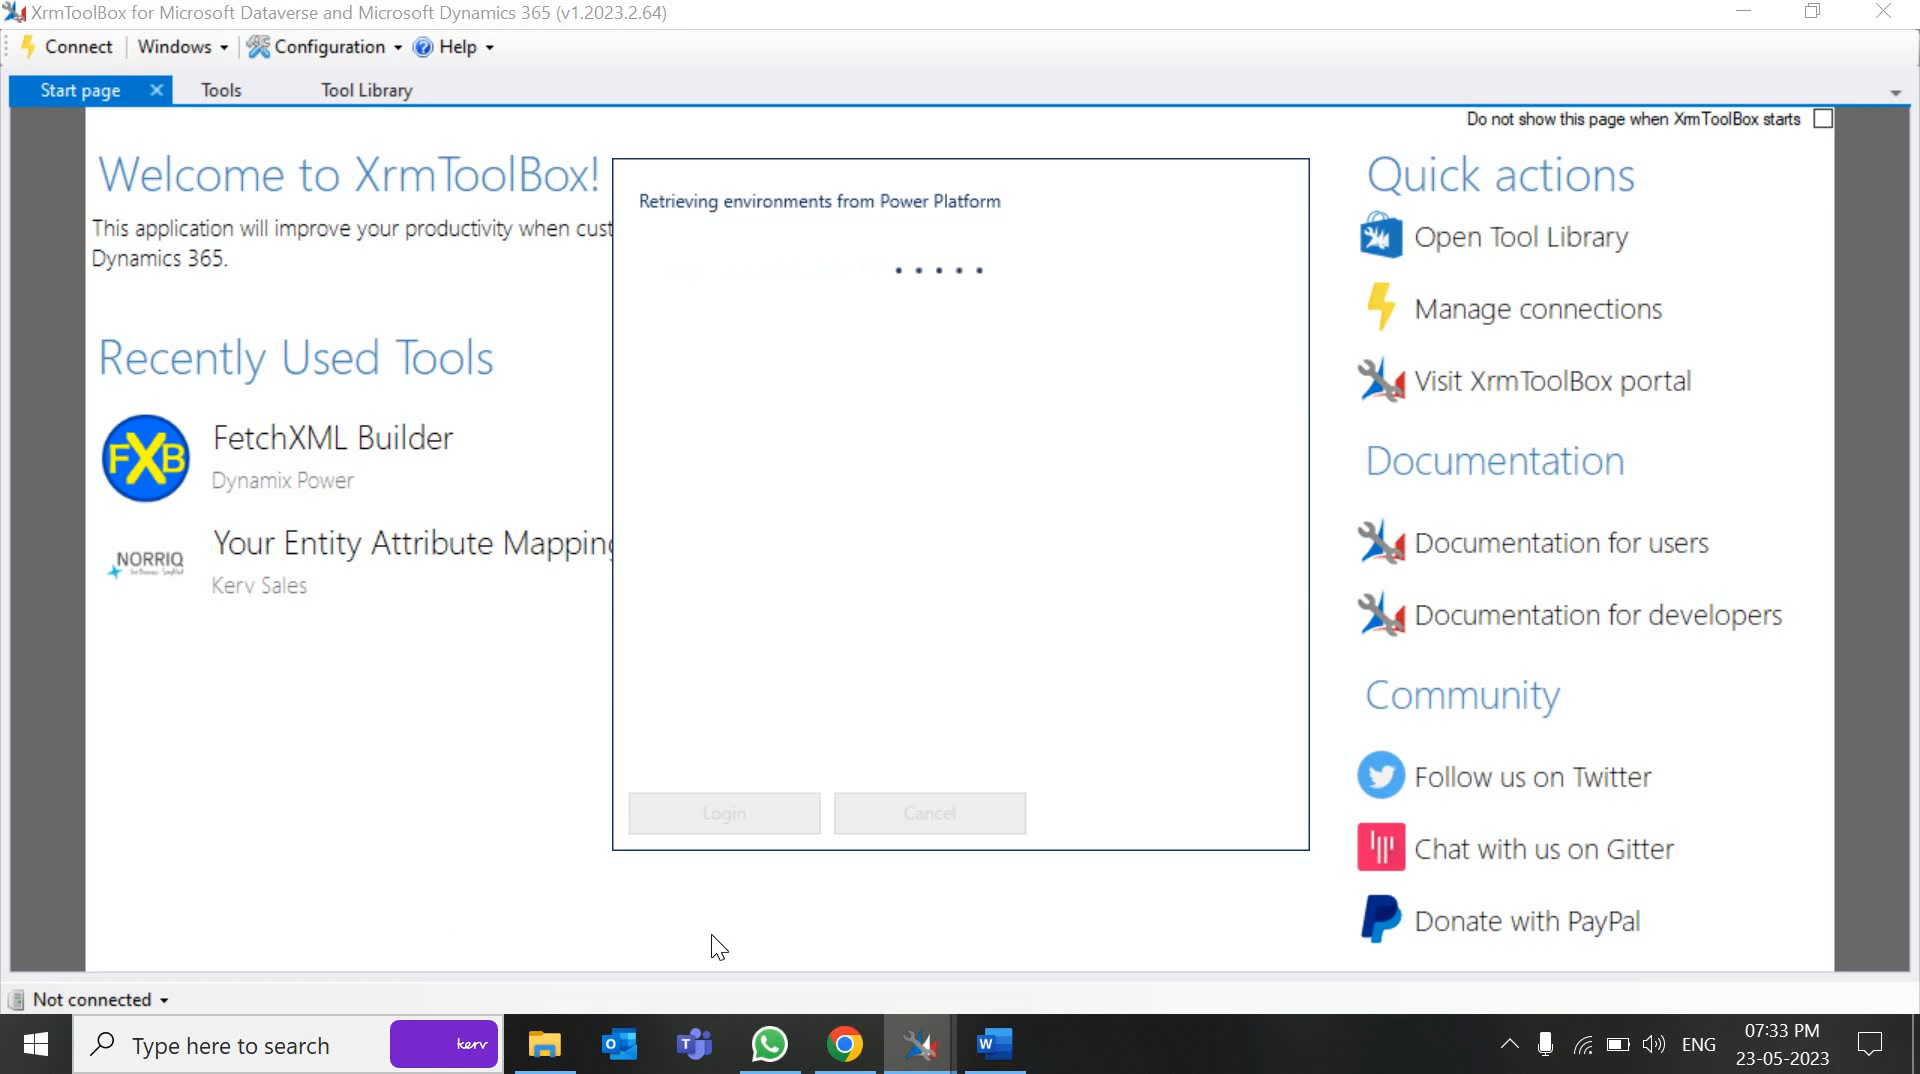 XrmToolBox for Microsoft Dataverse and Microsoft Dynamics 365 (v1.2023.2.64)
Connect Windows Configuration Help
Start page Tools Tool Library
Do not show this page when XrmToolBox starts
Welcome to XrmToolBox!
This application will improve your productivity when cust
Dynamics 365.
Recently Used Tools
FXB
FetchXML Builder
Dynamix Power
NORRIQ
Your Entity Attribute Mapping
Kerv Sales
Retrieving environments from Power Platform
Login Cancel
Quick actions
Open Tool Library
Manage connections
Visit XrmToolBox portal
Documentation
Documentation for users
Documentation for developers
Community
Follow us on Twitter
Chat with us on Gitter
Donate with PayPal
Not connected
Type here to search
kerv
ENG
07:33 PM
23-05-2023